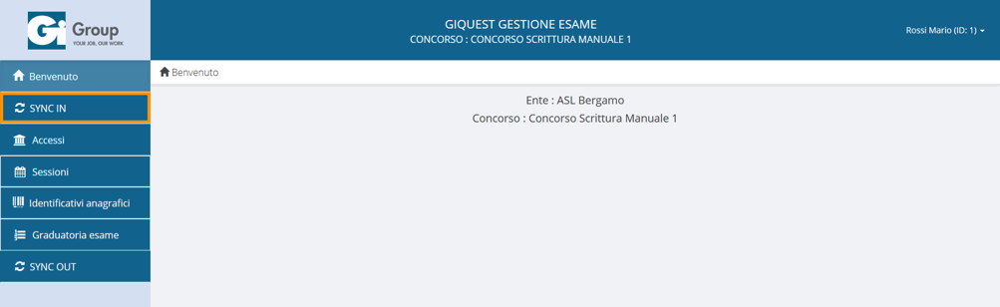 Gi Group
YOUR JOB, OUR WORK
GIQUEST GESTIONE ESAME
CONCORSO : CONCORSO SCRITTURA MANUALE 1
Rossi Mario (ID: 1)
Benvenuto
SYNC IN
Accessi
Sessioni
Identificativi anagrafici
Graduatoria esame
SYNC OUT
Benvenuto
Ente : ASL Bergamo
Concorso : Concorso Scrittura Manuale 1